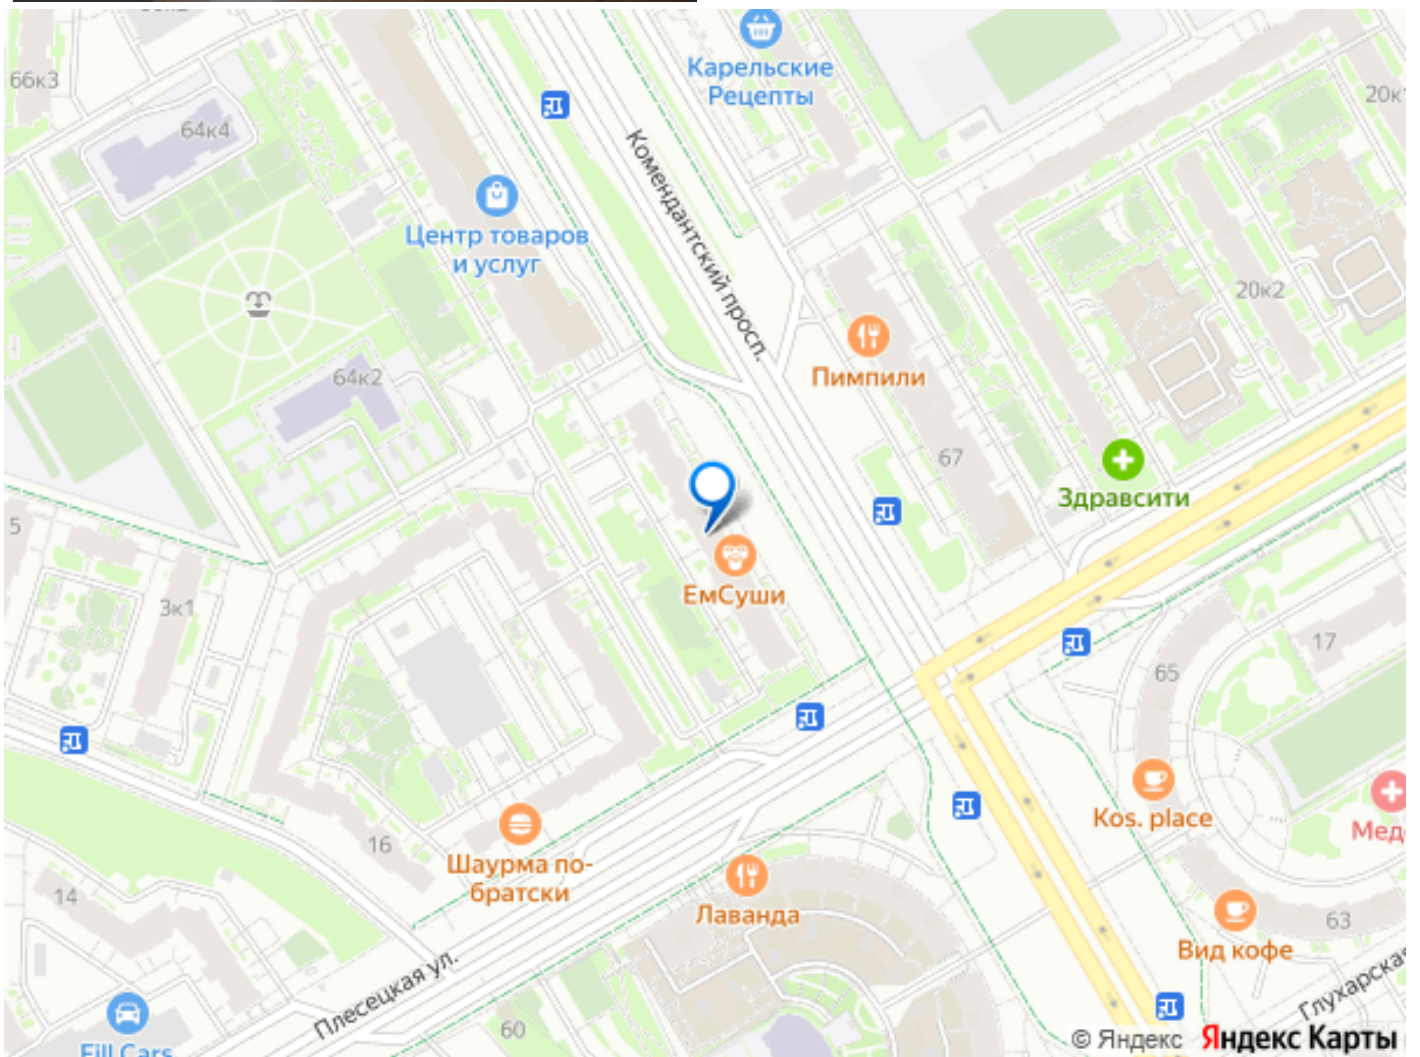 66к3
64к4
Карельские
Рецепты
Комендантский просп.
Центр товаров
и услуг
20к2
64к2
Пимпили
67
Здравсити
5
3к1
ЕмСуши
17
65
16
Шаурма по-
братски
Kos. place
14
Лаванда
63
Вид кофе
Плесецкая ул.
60
Глухарская
Fill Cars
© Яндекс Яндекс Карты